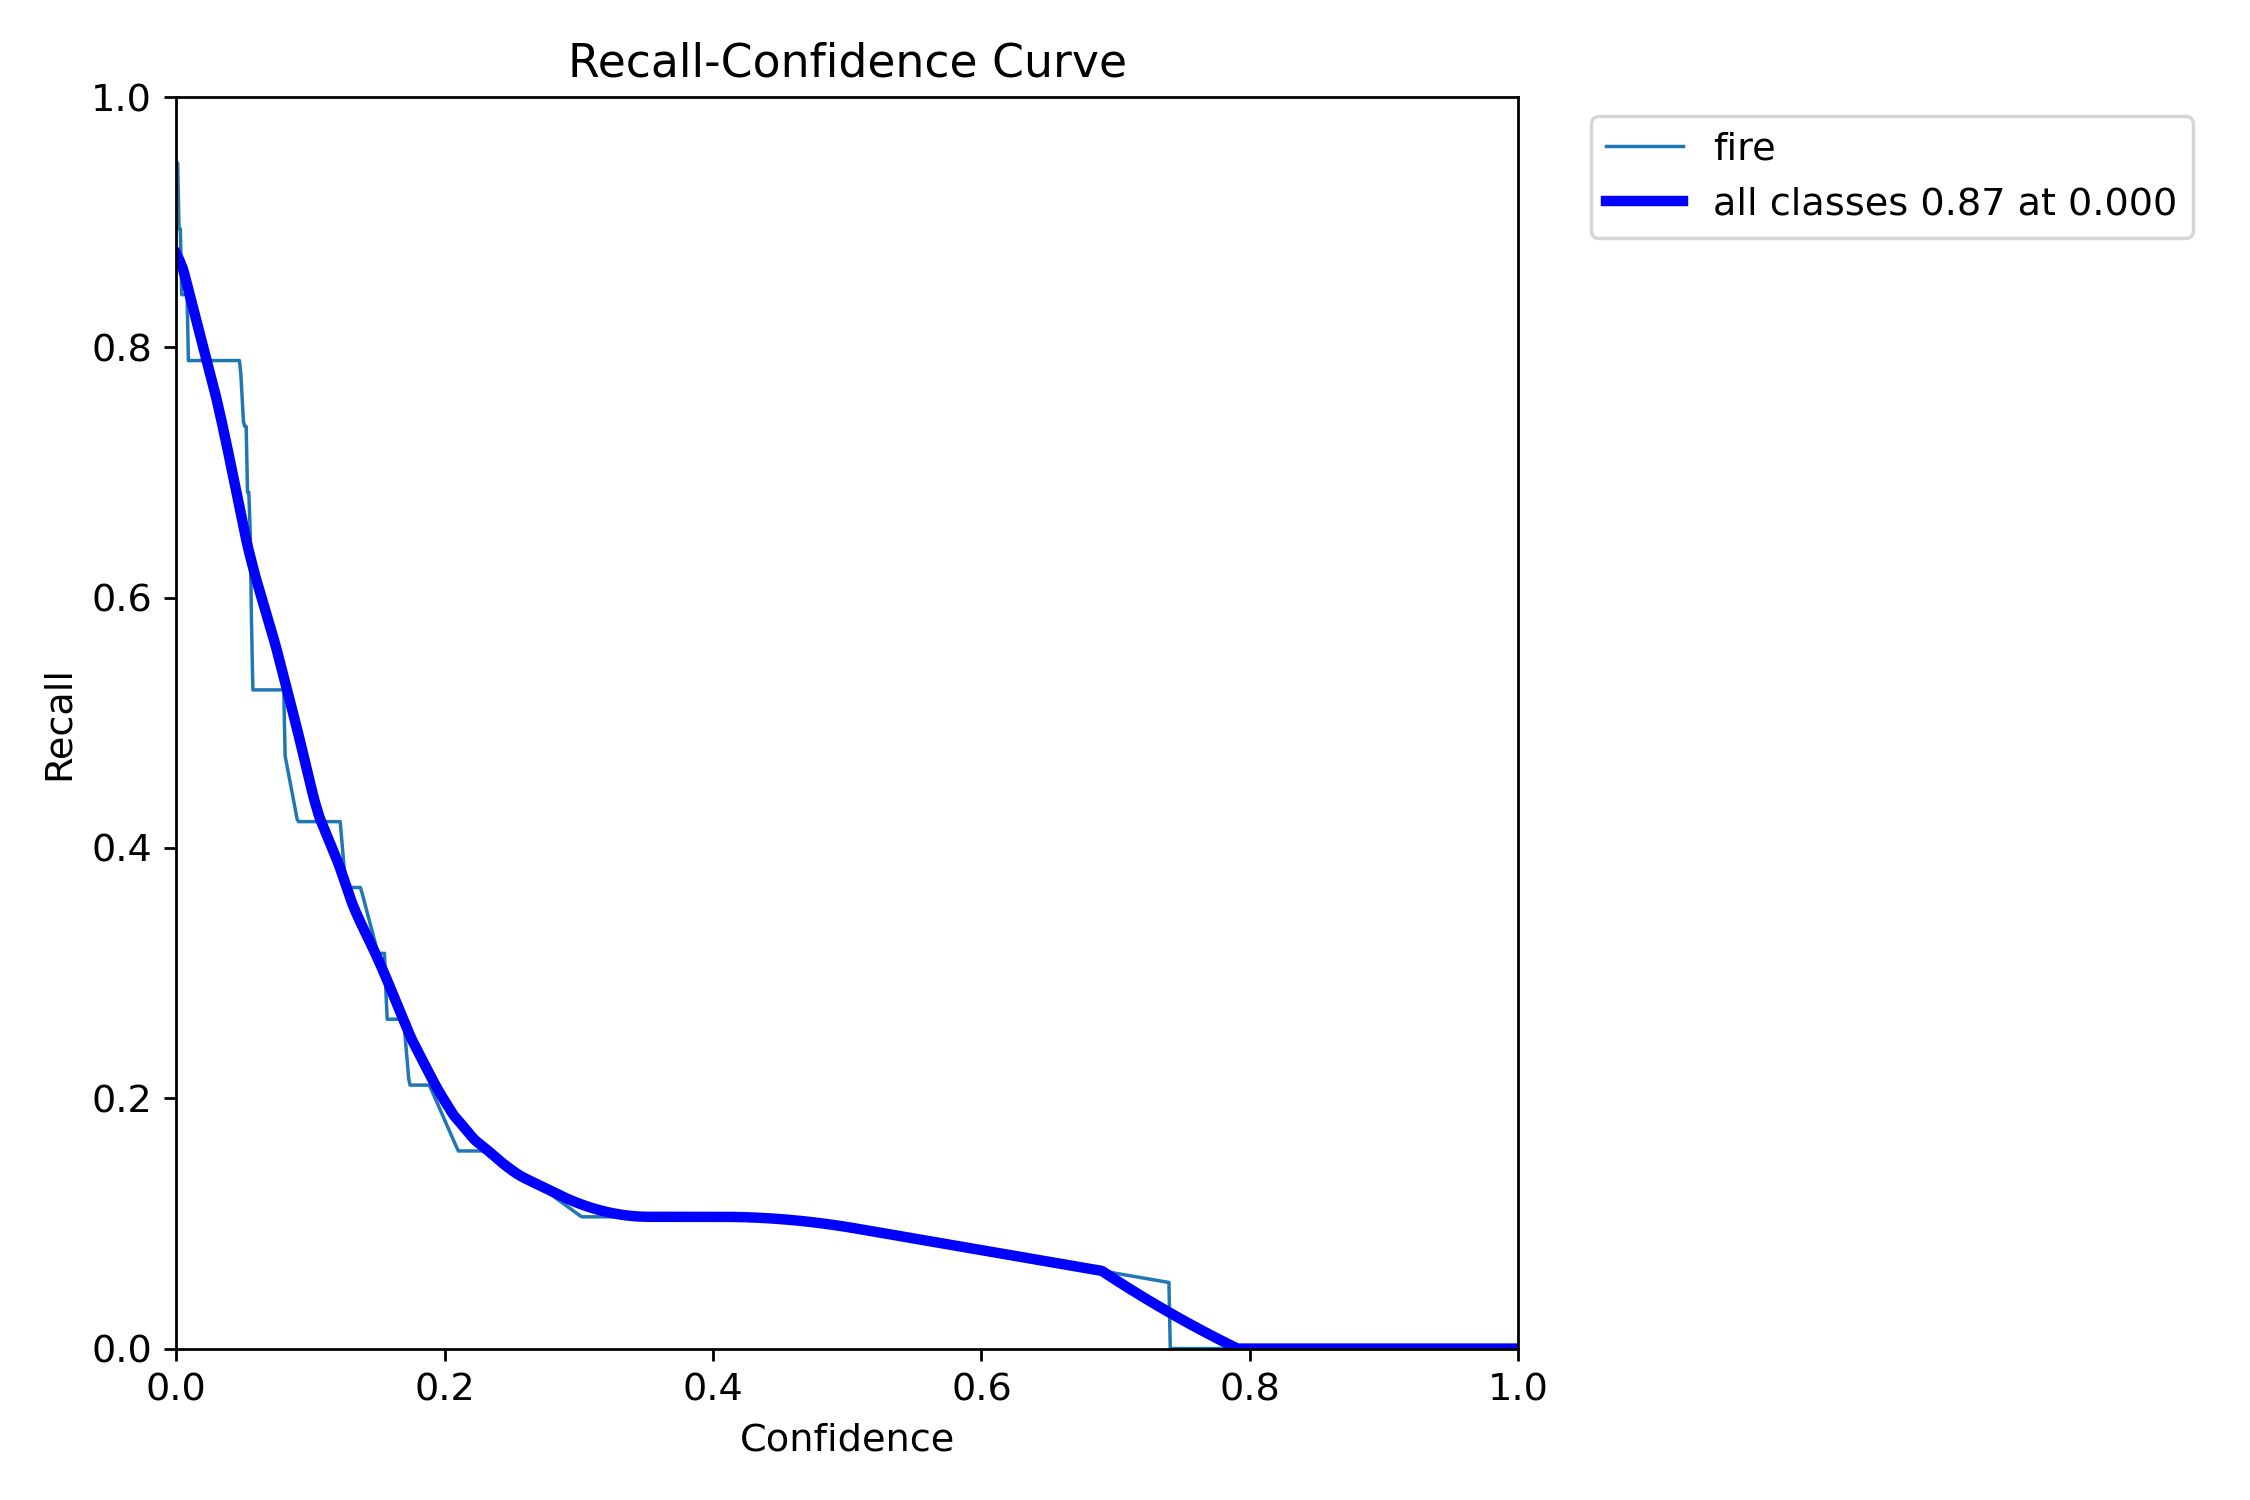 Recall-Confidence Curve
1.0
0.8
0.6
0.4
0.2
0.0
Recall
0.0 0.2 0.4 0.6 0.8 1.0
Confidence
fire
all classes 0.87 at 0.000